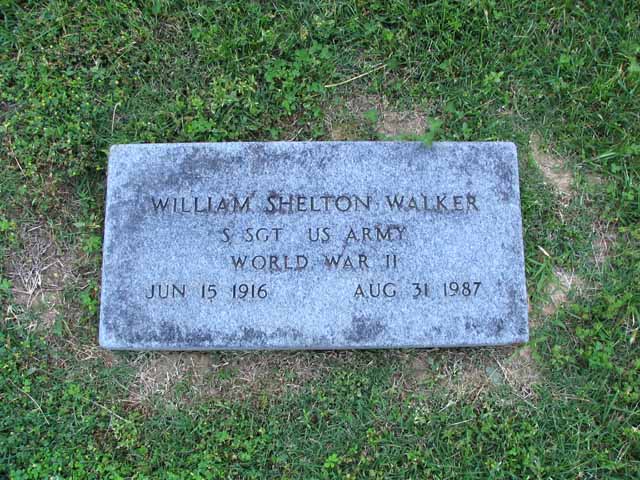 WILLIAM SHELTON WALKER
S SGT US ARMY
WORLD WAR II
JUN 15 1916 AUG 31 1987